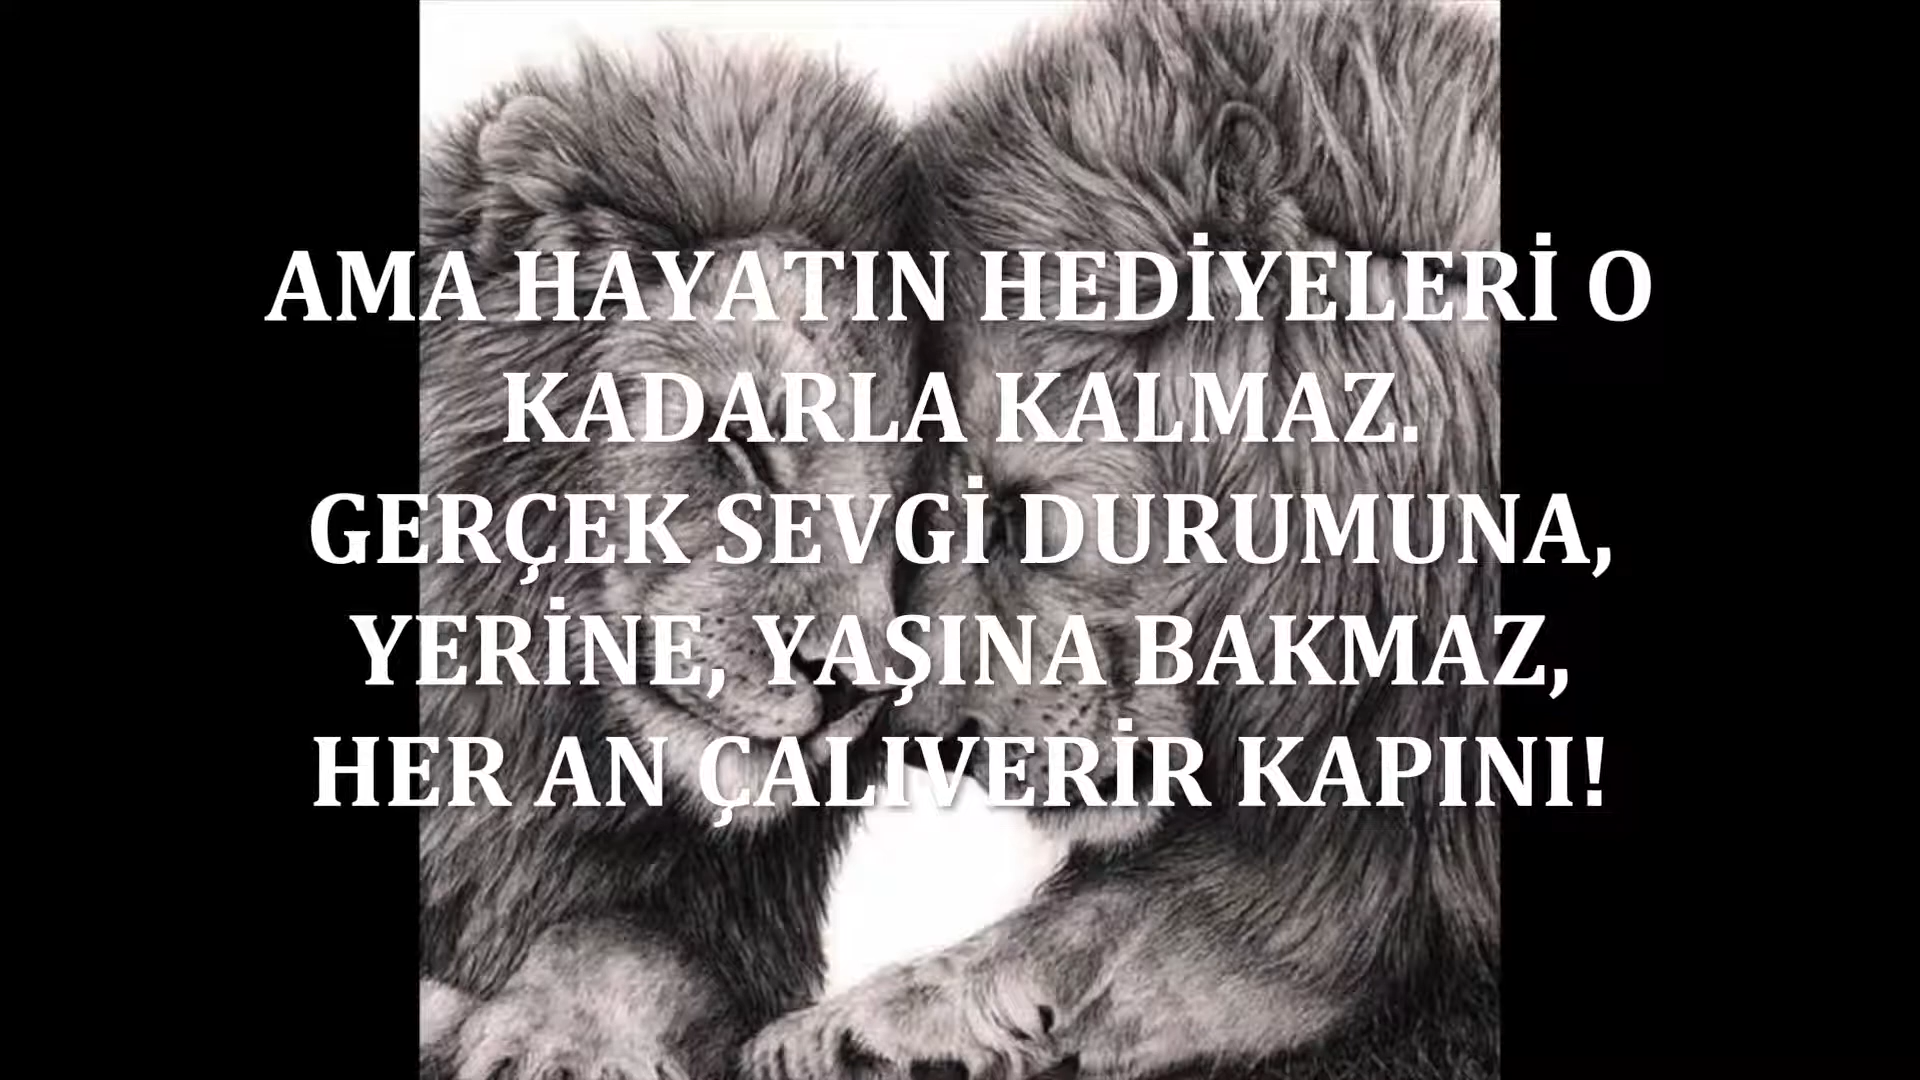 AMA HAYATIN HEDİYELERİ O
KADARLA KALMAZ.
GERÇEK SEVGİ DURUMUNA,
YERİNE, YAŞINA BAKMAZ,
HER AN ÇALIVERİR KAPINI!